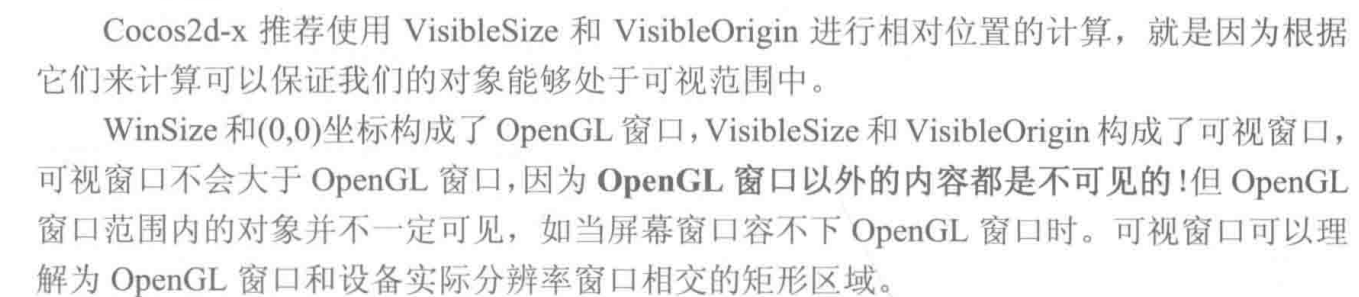 Cocos2d-x 推荐使用 VisibleSize 和 VisibleOrigin 进行相对位置的计算，就是因为根据
它们来计算可以保证我们的对象能够处于可视范围中。
WinSize 和(0,0)坐标构成了 OpenGL 窗口，VisibleSize 和 VisibleOrigin 构成了可视窗口，
可视窗口不会大于 OpenGL 窗口，因为 OpenGL 窗口以外的内容都是不可见的！但 OpenGL
窗口范围内的对象并不一定可见，如当屏幕窗口容不下 OpenGL 窗口时。可视窗口可以理
解为 OpenGL 窗口和设备实际分辨率窗口相交的矩形区域。